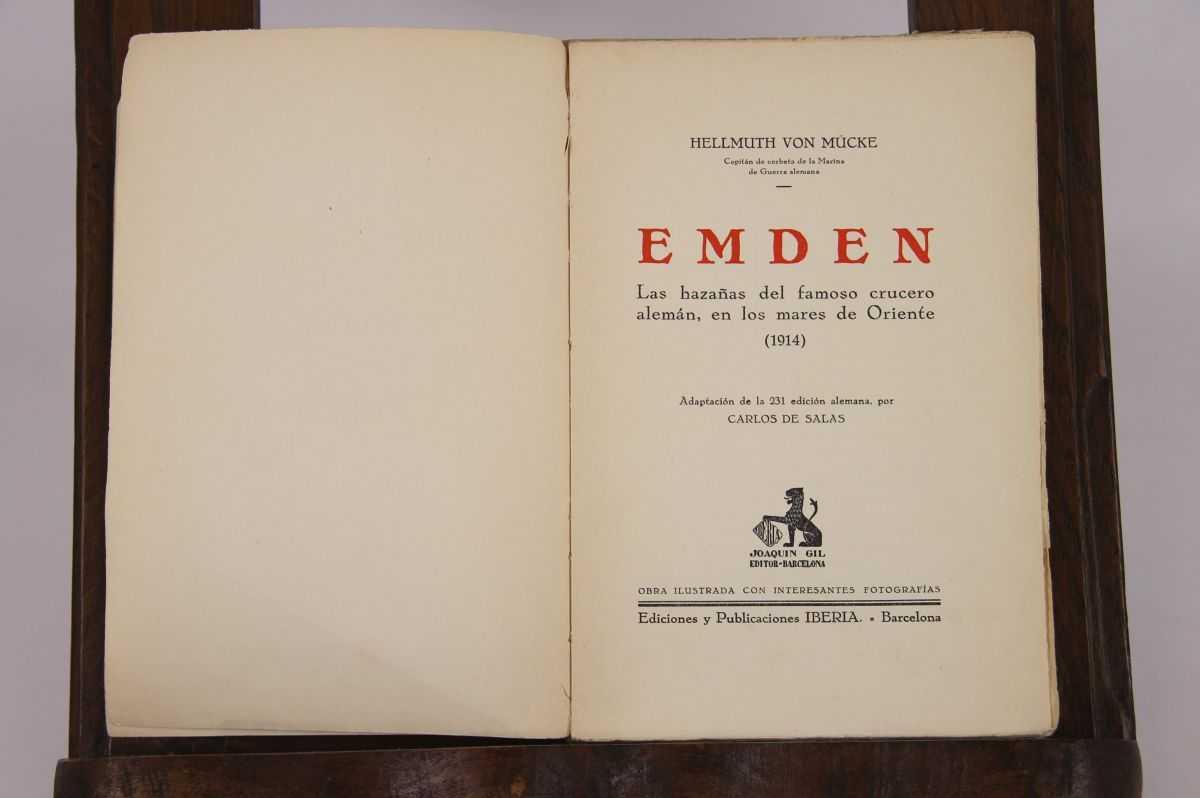 HELLMUTH VON MÜCKE
Capitán de corbeta de la Marina
de Guerra alemana
EMDEN
Las hazañas del famoso crucero
alemán, en los mares de Oriente
(1914)
Adaptación de la 231 edición alemana, por
CARLOS DE SALAS
IBERIA
JOAQUIN GIL
EDITOR-BARCELONA
OBRA ILUSTRADA CON INTERESANTES FOTOGRAFÍAS
Ediciones y Publicaciones IBERIA. - Barcelona